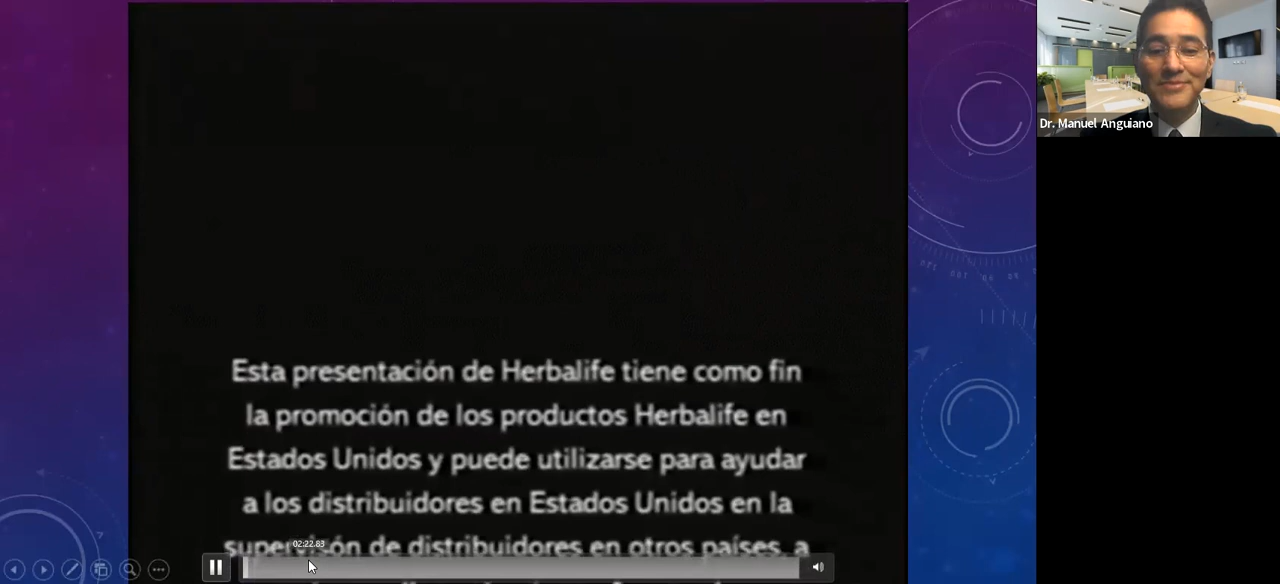 Dr. Manuel Anguiano
Esta presentación de Herbalife tiene como fin
la promoción de los productos Herbalife en
Estados Unidos y puede utilizarse para ayudar
a los distribuidores en Estados Unidos en la
supervisón de distribuidores en otros países, a
02:22.83